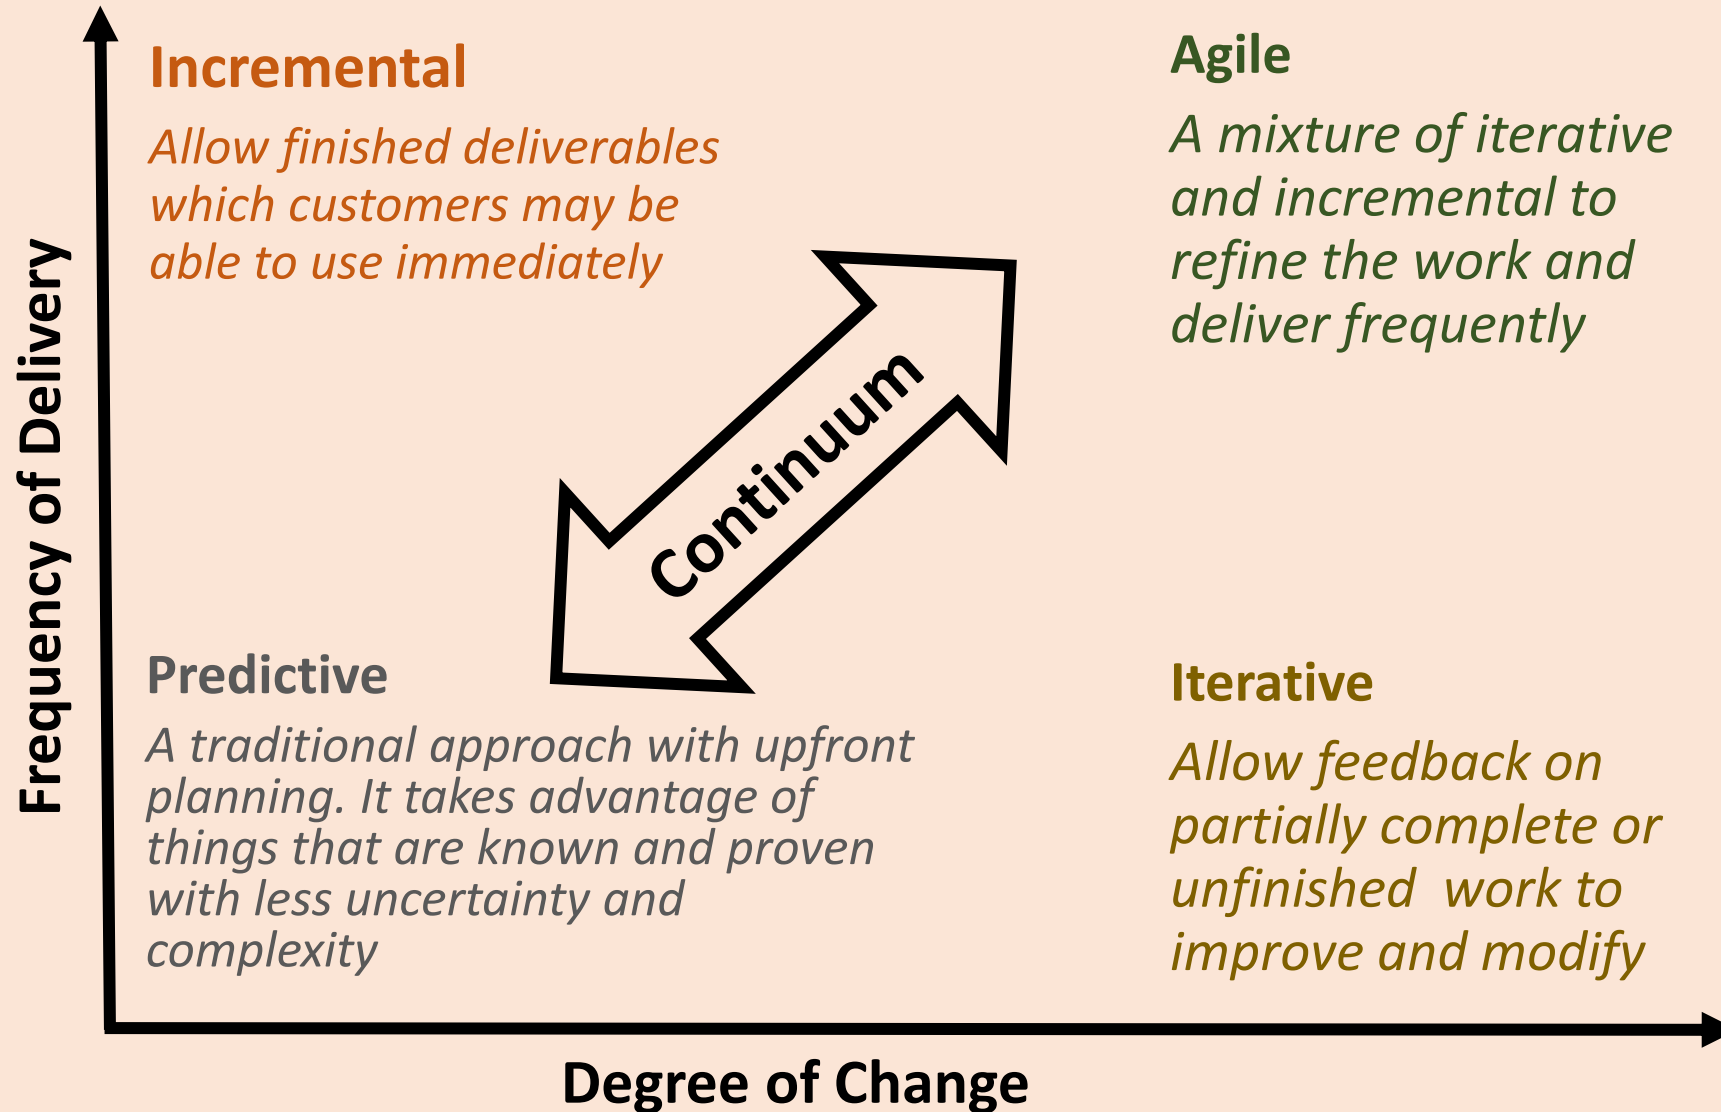 Frequency of Delivery
Incremental
Allow finished deliverables
which customers may be
able to use immediately
Agile
A mixture of iterative
and incremental to
refine the work and
deliver frequently
Continuum
Predictive
A traditional approach with upfront
planning. It takes advantage of
things that are known and proven
with less uncertainty and
complexity
Iterative
Allow feedback on
partially complete or
unfinished  work to
improve and modify
Degree of Change